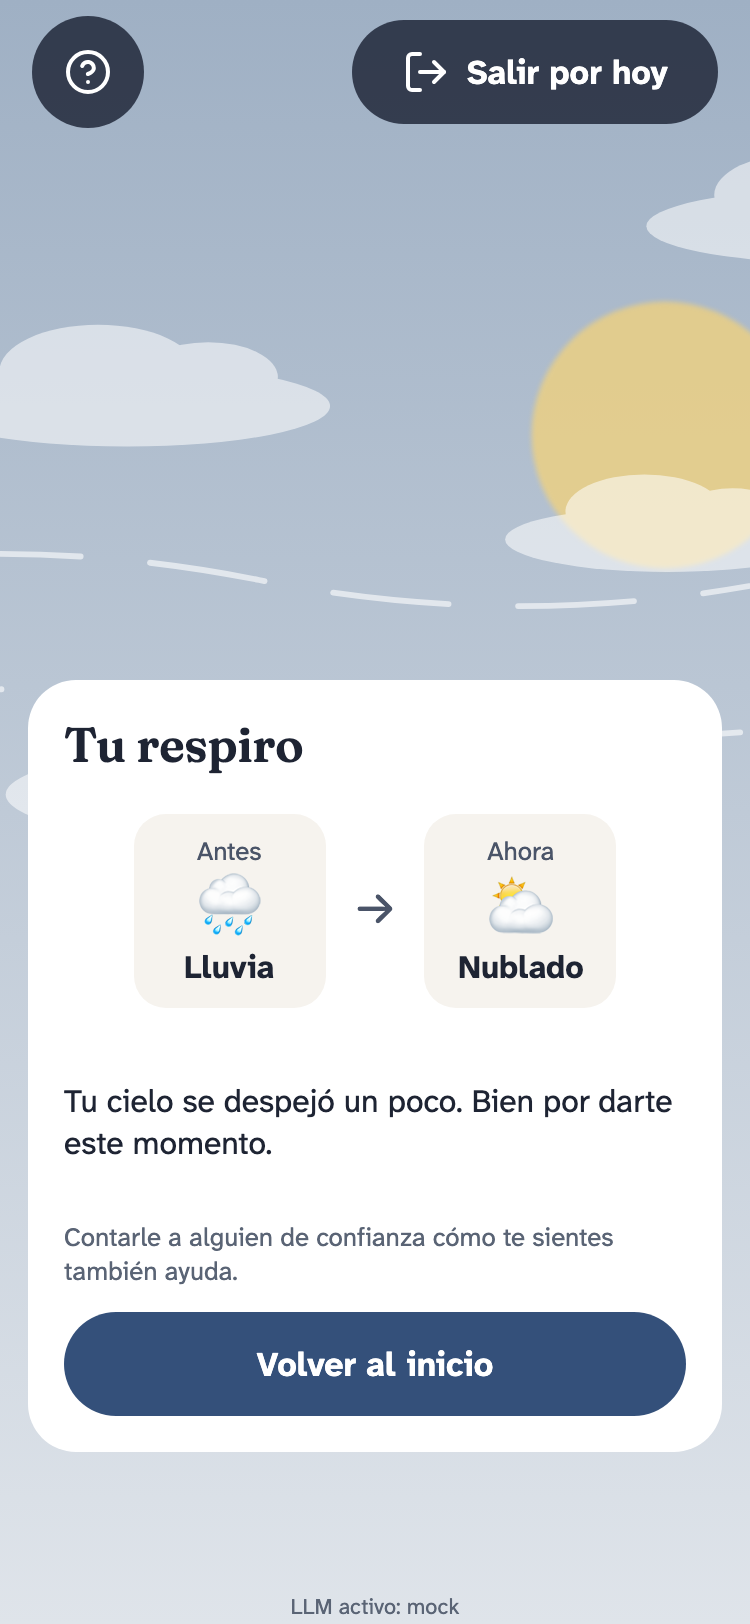 Salir por hoy
Tu respiro
Antes
Lluvia
Ahora
Nublado
Tu cielo se despejó un poco. Bien por darte
este momento.
Contarle a alguien de confianza cómo te sientes
también ayuda.
Volver al inicio
LLM activo: mock